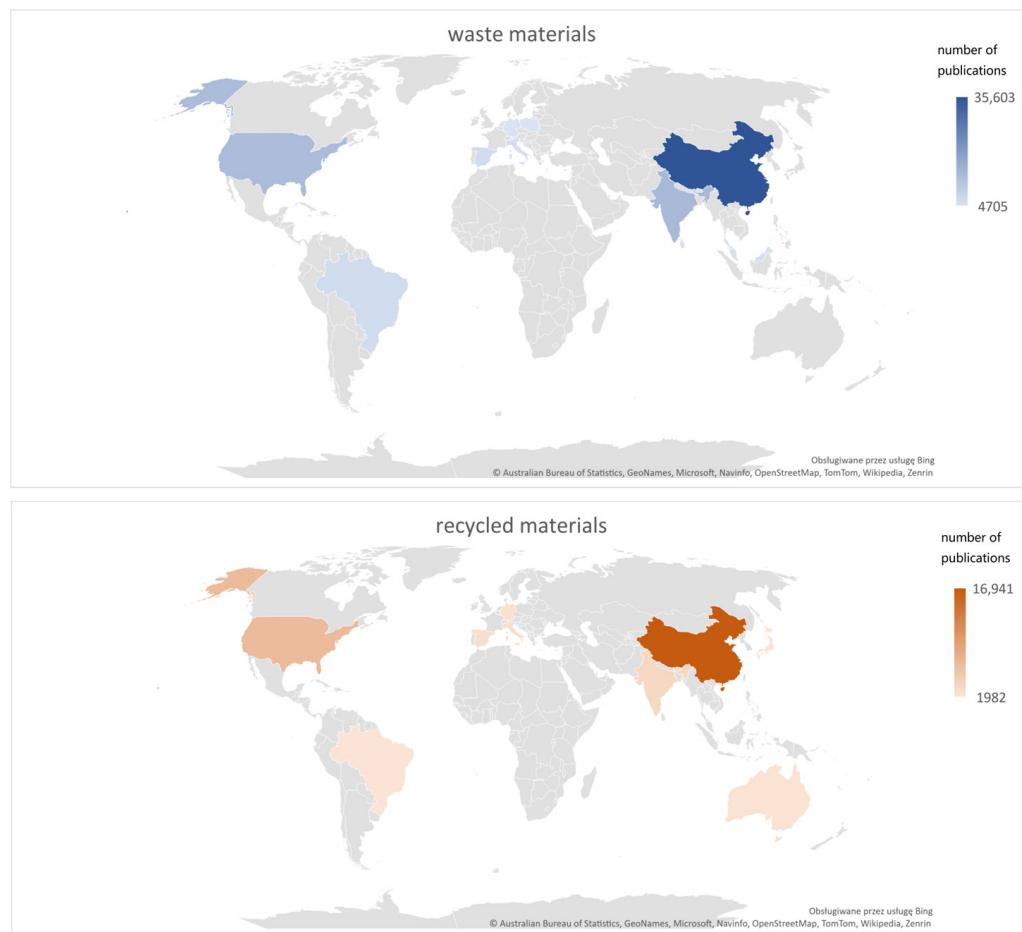 waste materials
number of
publications
35,603
4705
Obsługiwane przez usługę Bing
© Australian Bureau of Statistics, GeoNames, Microsoft, Navinfo, OpenStreetMap, TomTom, Wikipedia, Zenrin
recycled materials
number of
publications
16,941
1982
Obsługiwane przez usługę Bing
© Australian Bureau of Statistics, GeoNames, Microsoft, Navinfo, OpenStreetMap, TomTom, Wikipedia, Zenrin